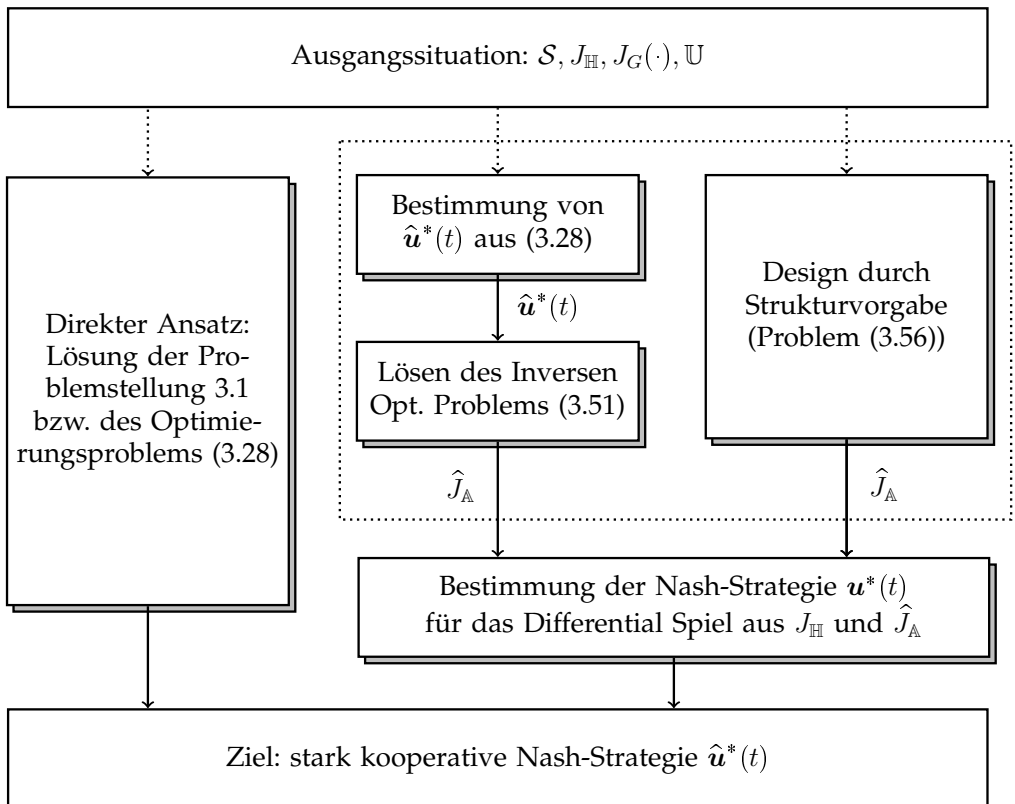 Ausgangssituation: 𝒮, J_ℍ, J_G(·), 𝕌
Direkter Ansatz:
Lösung der Pro-
blemstellung 3.1
bzw. des Optimie-
rungsproblems (3.28)
Bestimmung von
û*(t) aus (3.28)
û*(t)
Lösen des Inversen
Opt. Problems (3.51)
Ĵ_𝔸
Design durch
Strukturvorgabe
(Problem (3.56))
Ĵ_𝔸
Bestimmung der Nash-Strategie u*(t)
für das Differential Spiel aus J_ℍ und Ĵ_𝔸
Ziel: stark kooperative Nash-Strategie û*(t)